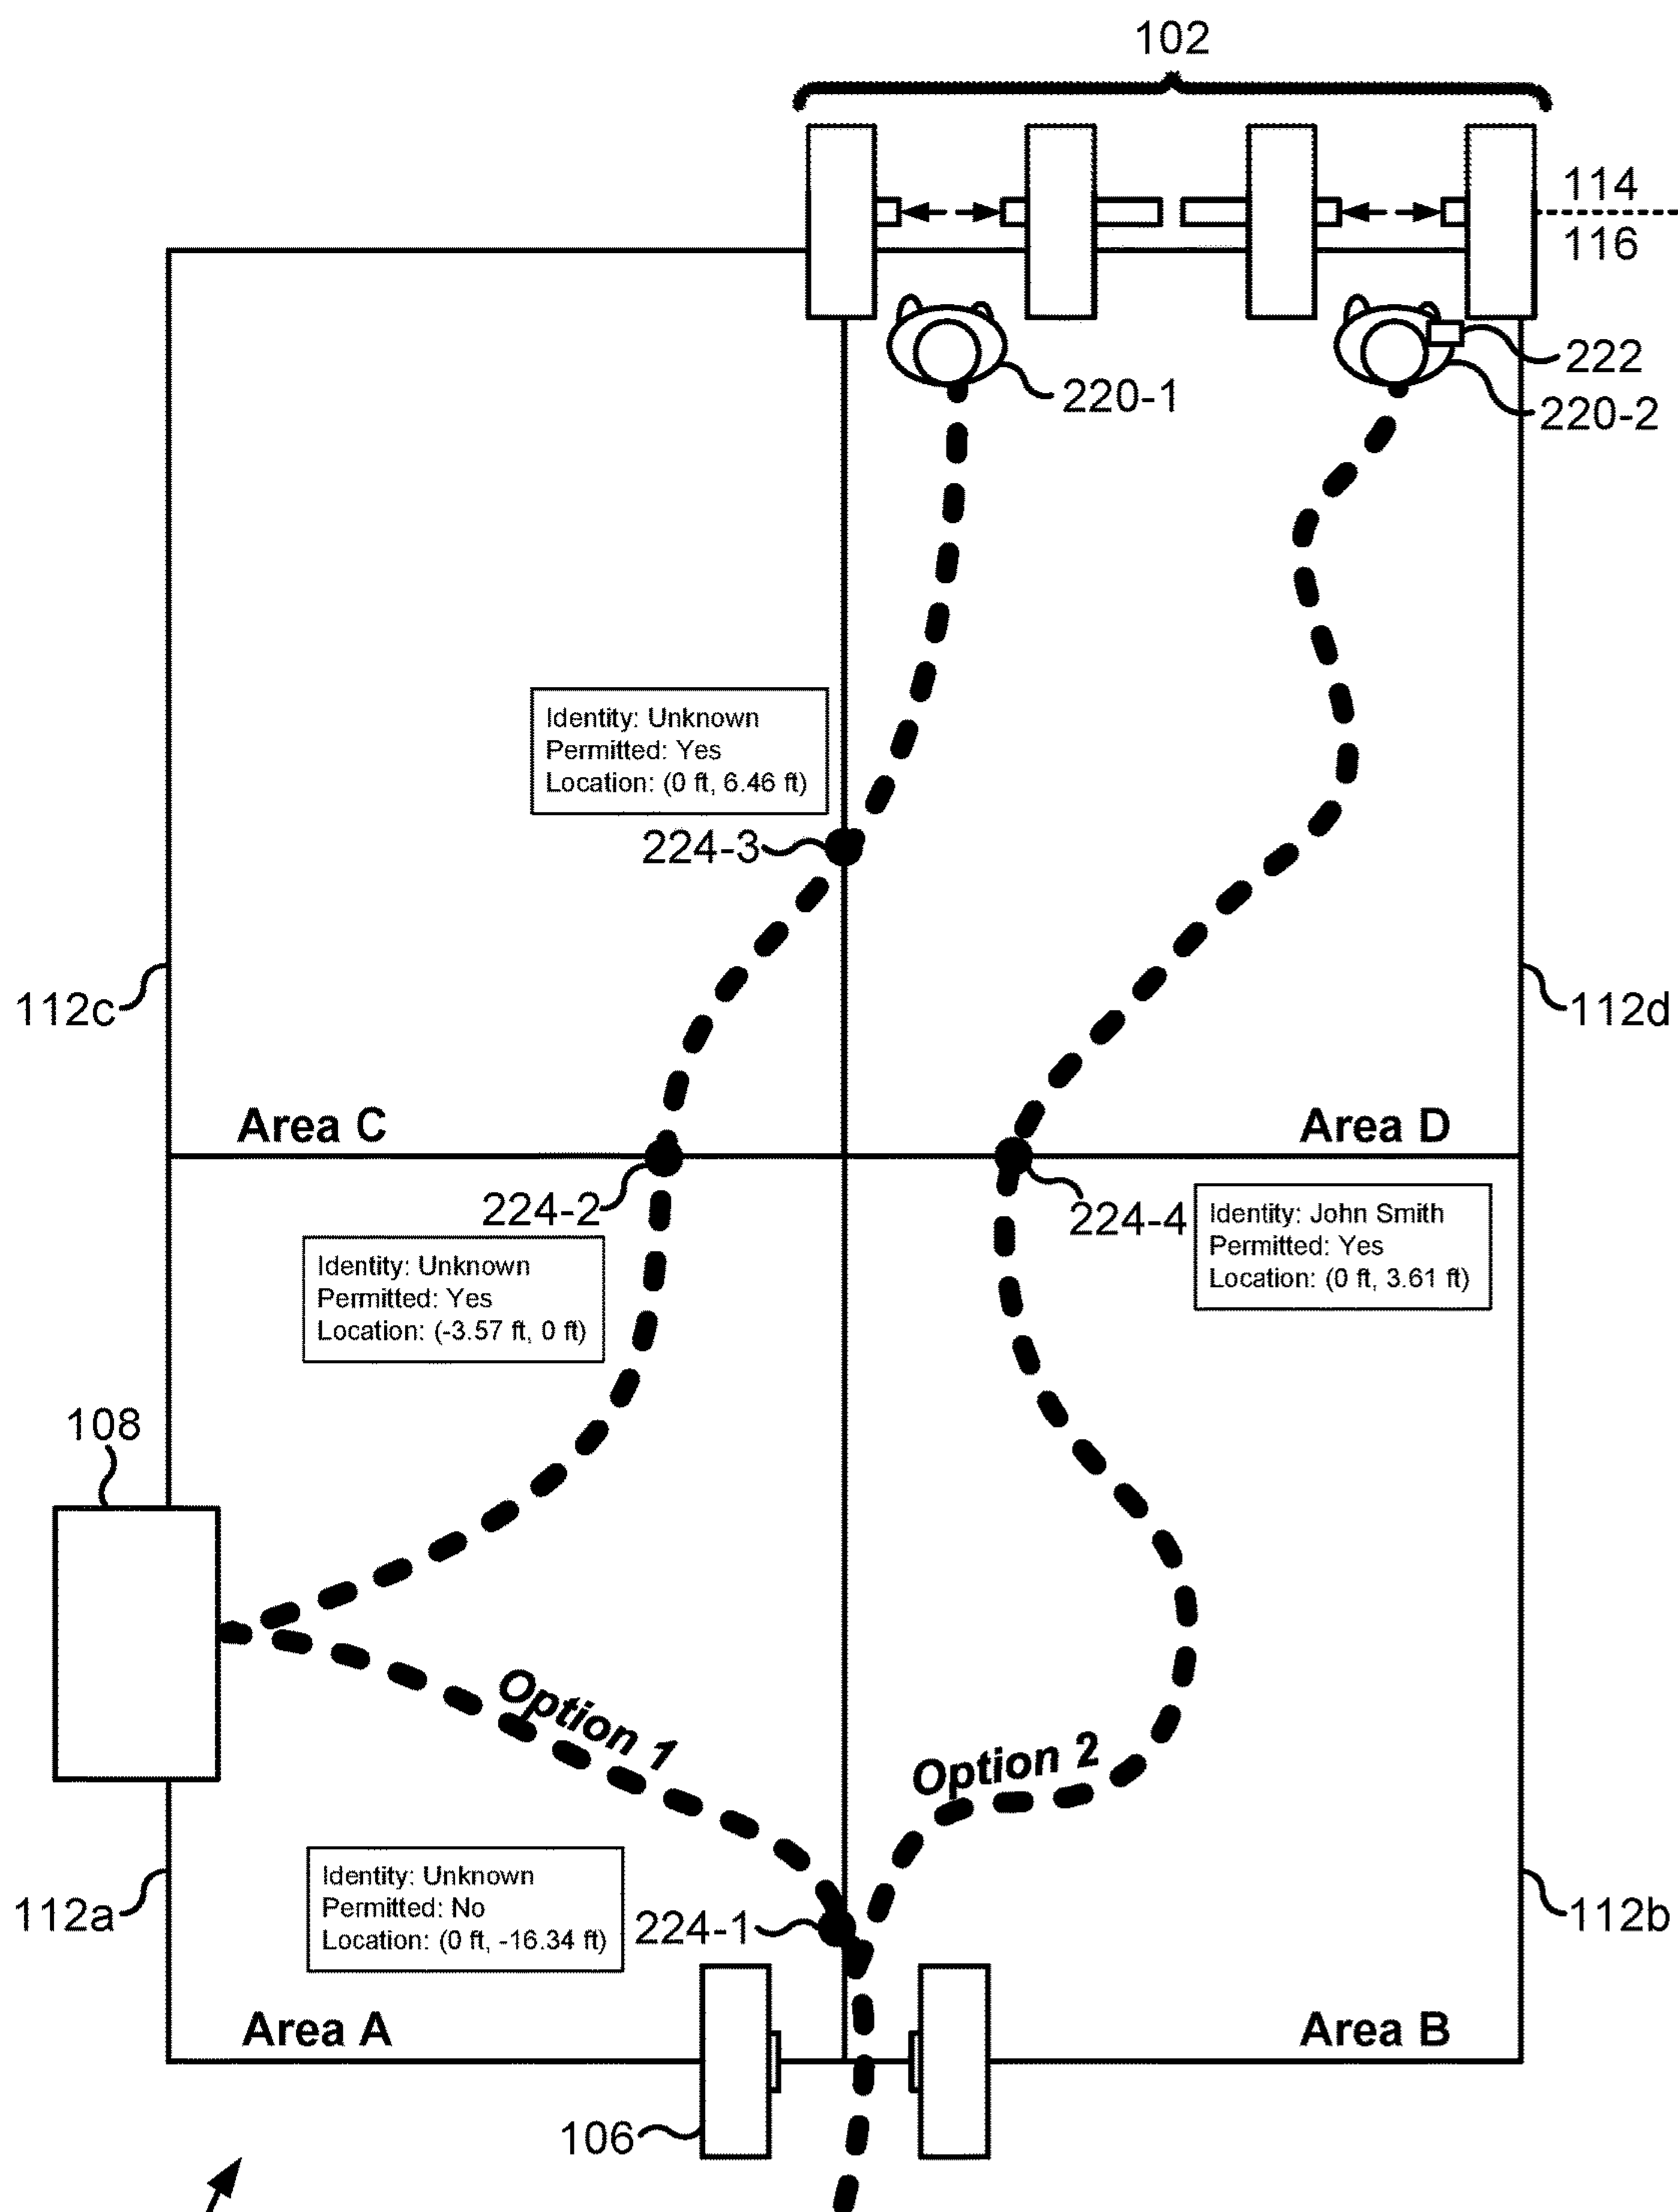 102
114
116
222
220-1
220-2
Identity: Unknown
Permitted: Yes
Location: (0 ft, 6.46 ft)
224-3
112c
112d
Area C
Area D
224-2
224-4
Identity: John Smith
Permitted: Yes
Location: (0 ft, 3.61 ft)
Identity: Unknown
Permitted: Yes
Location: (-3.57 ft, 0 ft)
108
Option 1
Option 2
Identity: Unknown
Permitted: No
Location: (0 ft, -16.34 ft)
224-1
112a
112b
Area A
Area B
106